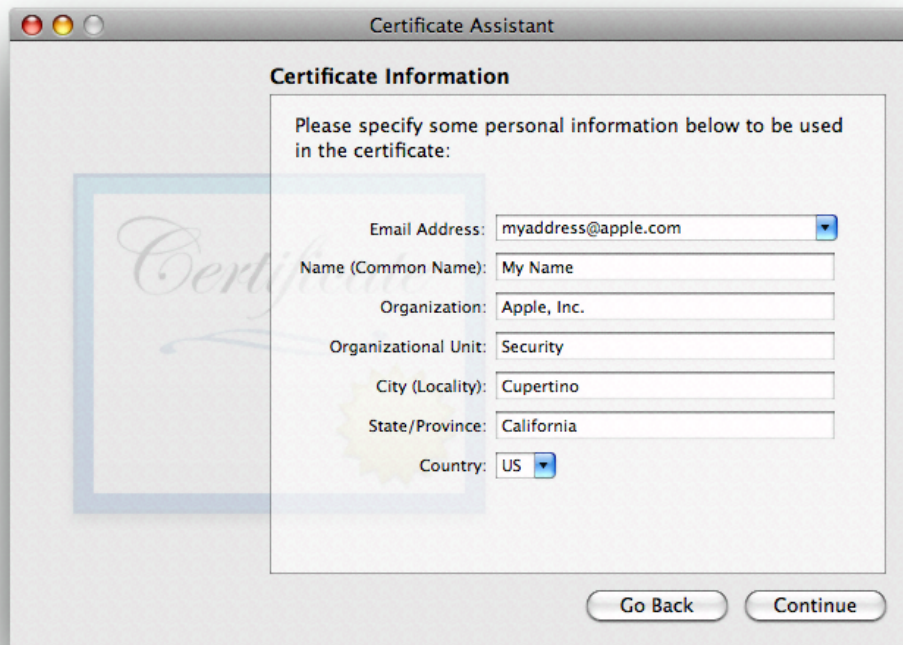 Certificate Assistant
Certificate Information
Please specify some personal information below to be used
in the certificate:
Certificate
Email Address: myaddress@apple.com
Name (Common Name): My Name
Organization: Apple, Inc.
Organizational Unit: Security
City (Locality): Cupertino
State/Province: California
Country: US
Go Back Continue